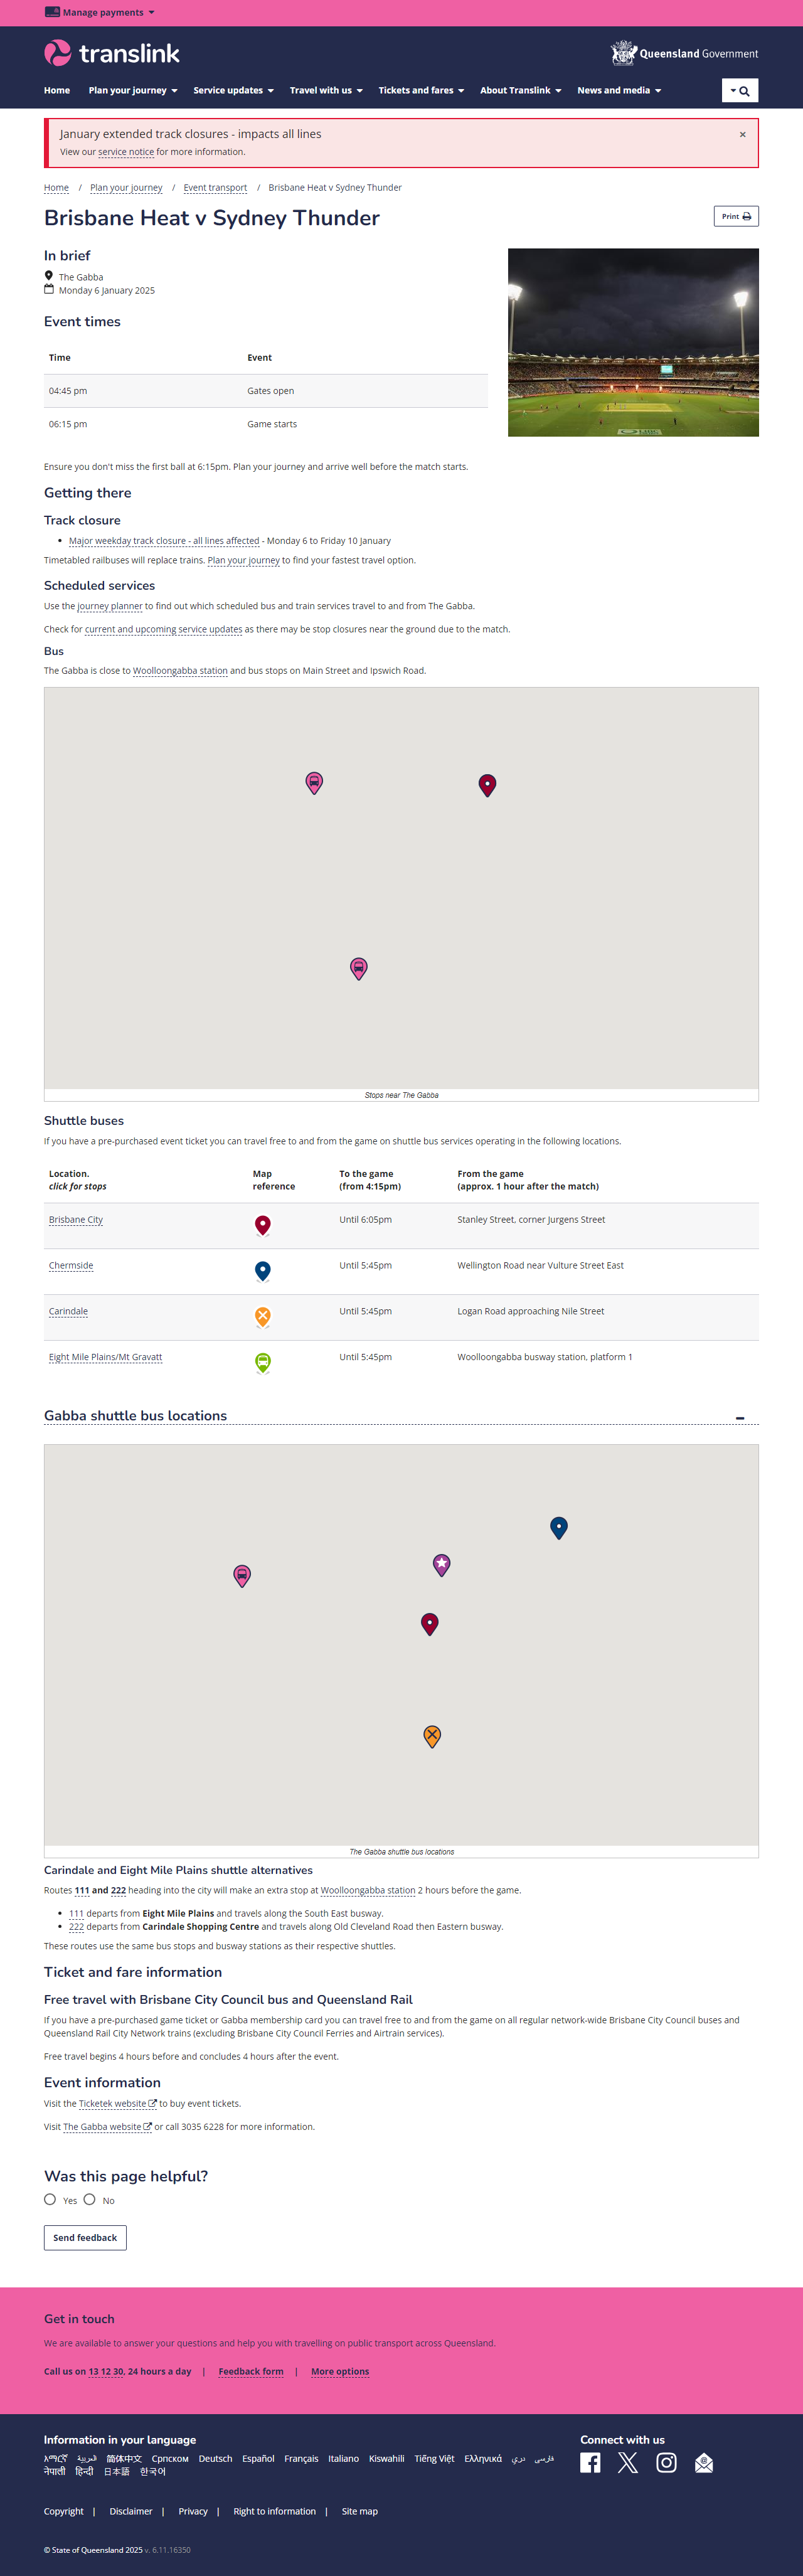 Manage payments
translink
Queensland Government
Home Plan your journey Service updates Travel with us Tickets and fares About Translink News and media
January extended track closures - impacts all lines ×
View our service notice for more information.
Home / Plan your journey / Event transport / Brisbane Heat v Sydney Thunder
Brisbane Heat v Sydney Thunder
Print
In brief
The Gabba
Monday 6 January 2025
Event times
Time Event
04:45 pm Gates open
06:15 pm Game starts
Ensure you don't miss the first ball at 6:15pm. Plan your journey and arrive well before the match starts.
Getting there
Track closure
• Major weekday track closure - all lines affected - Monday 6 to Friday 10 January
Timetabled railbuses will replace trains. Plan your journey to find your fastest travel option.
Scheduled services
Use the journey planner to find out which scheduled bus and train services travel to and from The Gabba.
Check for current and upcoming service updates as there may be stop closures near the ground due to the match.
Bus
The Gabba is close to Woolloongabba station and bus stops on Main Street and Ipswich Road.
Stops near The Gabba
Shuttle buses
If you have a pre-purchased event ticket you can travel free to and from the game on shuttle bus services operating in the following locations.
Location. Map To the game From the game
click for stops reference (from 4:15pm) (approx. 1 hour after the match)
Brisbane City Until 6:05pm Stanley Street, corner Jurgens Street
Chermside Until 5:45pm Wellington Road near Vulture Street East
Carindale Until 5:45pm Logan Road approaching Nile Street
Eight Mile Plains/Mt Gravatt Until 5:45pm Woolloongabba busway station, platform 1
Gabba shuttle bus locations
The Gabba shuttle bus locations
Carindale and Eight Mile Plains shuttle alternatives
Routes 111 and 222 heading into the city will make an extra stop at Woolloongabba station 2 hours before the game.
• 111 departs from Eight Mile Plains and travels along the South East busway.
• 222 departs from Carindale Shopping Centre and travels along Old Cleveland Road then Eastern busway.
These routes use the same bus stops and busway stations as their respective shuttles.
Ticket and fare information
Free travel with Brisbane City Council bus and Queensland Rail
If you have a pre-purchased game ticket or Gabba membership card you can travel free to and from the game on all regular network-wide Brisbane City Council buses and
Queensland Rail City Network trains (excluding Brisbane City Council Ferries and Airtrain services).
Free travel begins 4 hours before and concludes 4 hours after the event.
Event information
Visit the Ticketek website to buy event tickets.
Visit The Gabba website or call 3035 6228 for more information.
Was this page helpful?
Yes No
Send feedback
Get in touch
We are available to answer your questions and help you with travelling on public transport across Queensland.
Call us on 13 12 30, 24 hours a day | Feedback form | More options
Information in your language
አማርኛ العربية 简体中文 Српском Deutsch Español Français Italiano Kiswahili Tiếng Việt Ελληνικά دری فارسی
नेपाली हिन्दी 日本語 한국어
Connect with us
Copyright | Disclaimer | Privacy | Right to information | Site map
© State of Queensland 2025 v. 6.11.16350